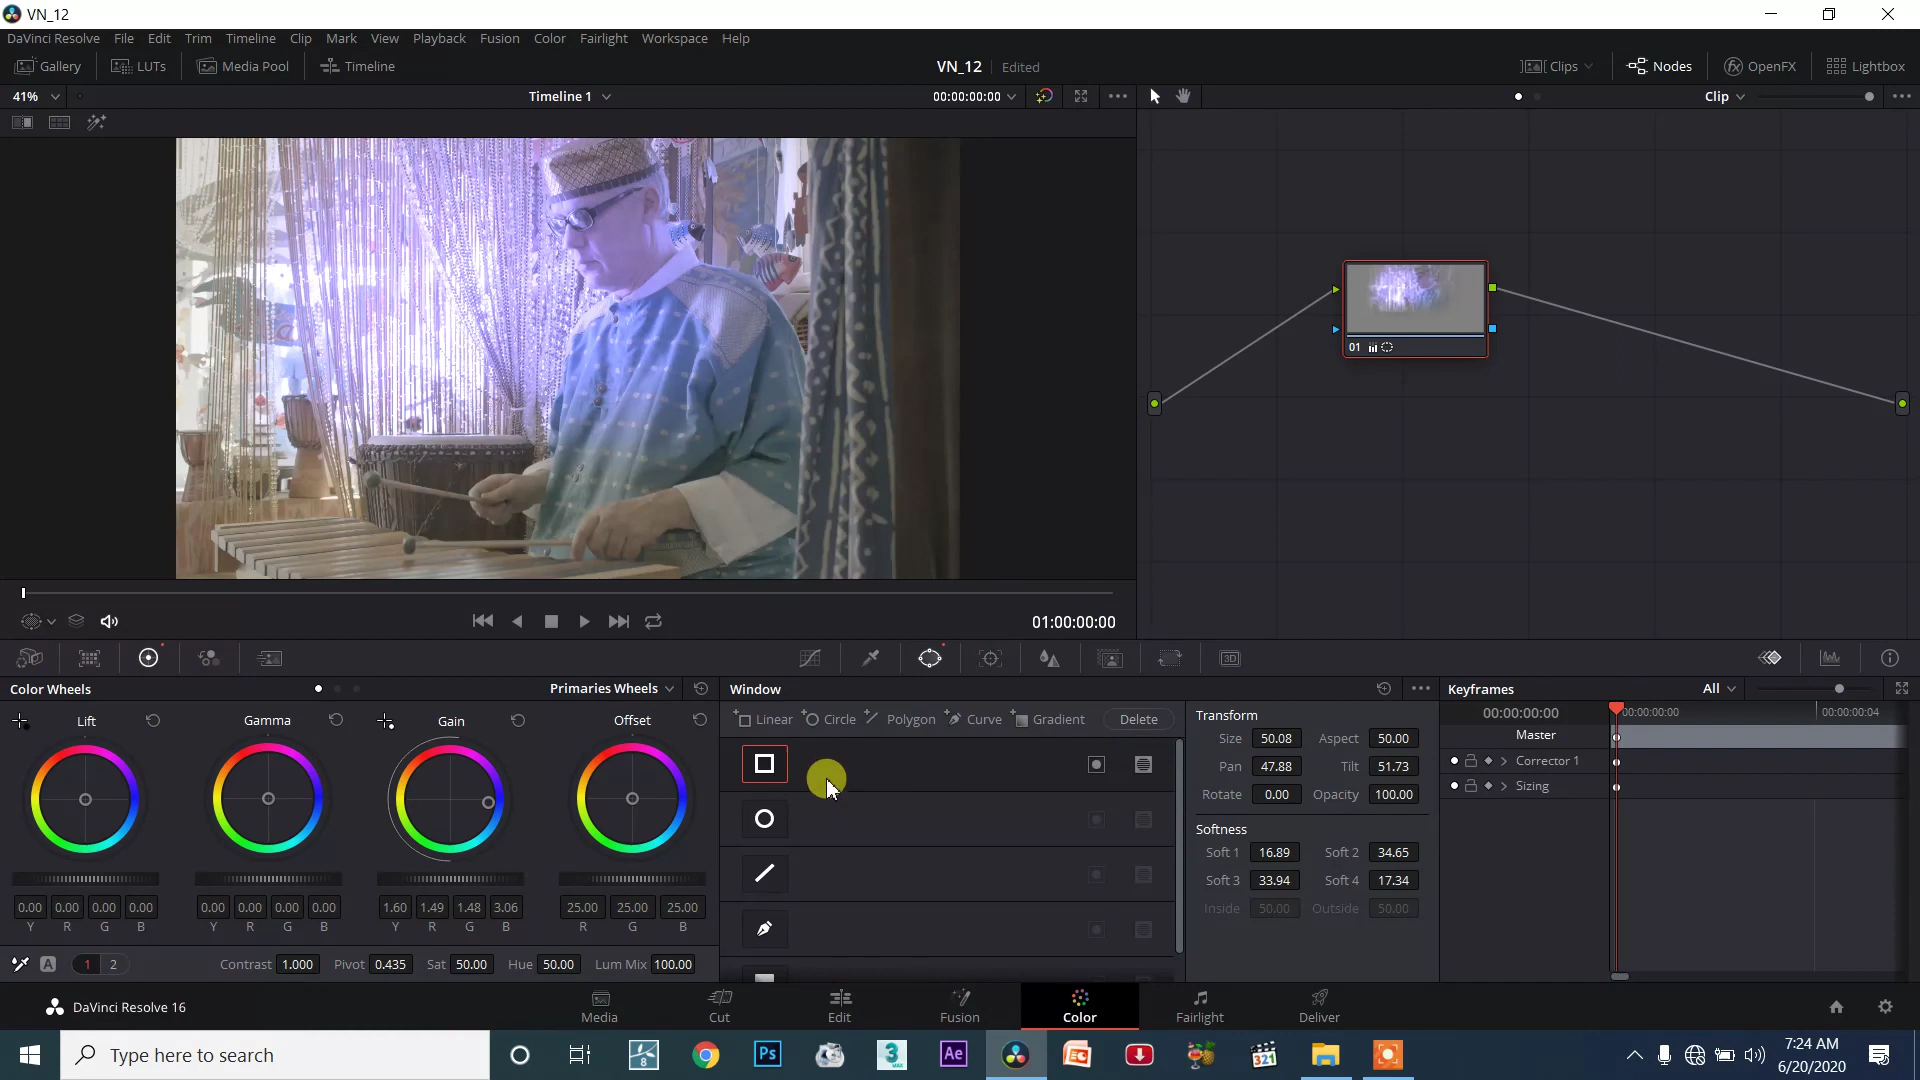 VN_12
DaVinci Resolve File Edit Trim Timeline Clip Mark View Playback Fusion Color Fairlight Workspace Help
Gallery LUTs Media Pool Timeline VN_12 Edited Clips Nodes OpenFX Lightbox
41% Timeline 1 00:00:00:00 Clip
01
01:00:00:00
Color Wheels Primaries Wheels Window Keyframes All
Lift Gamma Gain Offset Linear Circle Polygon Curve Gradient Delete Transform 00:00:00:00 00:00:00:00 00:00:00:04
Size 50.08 Aspect 50.00 Master
Pan 47.88 Tilt 51.73 Corrector 1
Rotate 0.00 Opacity 100.00 Sizing
Softness
Soft 1 16.89 Soft 2 34.65
Soft 3 33.94 Soft 4 17.34
Inside 50.00 Outside 50.00
0.00 0.00 0.00 0.00 0.00 0.00 0.00 0.00 1.60 1.49 1.48 3.06 25.00 25.00 25.00
Y R G B Y R G B Y R G B R G B
A 1 2 Contrast 1.000 Pivot 0.435 Sat 50.00 Hue 50.00 Lum Mix 100.00
DaVinci Resolve 16 Media Cut Edit Fusion Color Fairlight Deliver
Type here to search 8 Ps 3 MAX Ae 321 7:24 AM
6/20/2020
3D